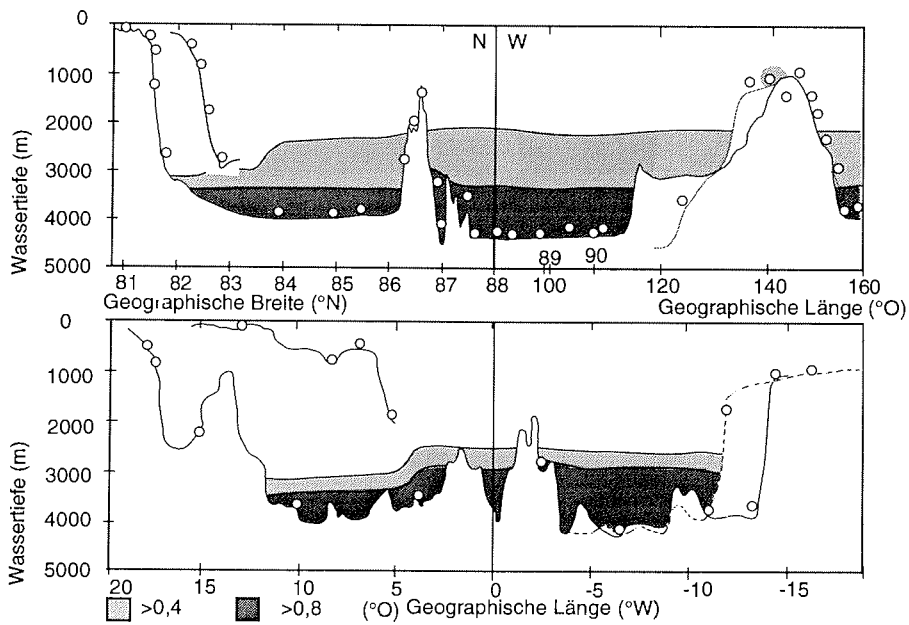 0
1000
2000
3000
4000
5000
Wassertiefe (m)
N W
89 90
81 82 83 84 85 86 87 88 100 120 140 160
Geographische Breite (°N) Geographische Länge (°O)
0
1000
2000
3000
4000
5000
Wassertiefe (m)
20 15 10 5 0 -5 -10 -15
>0,4 >0,8 (°O) Geographische Länge (°W)